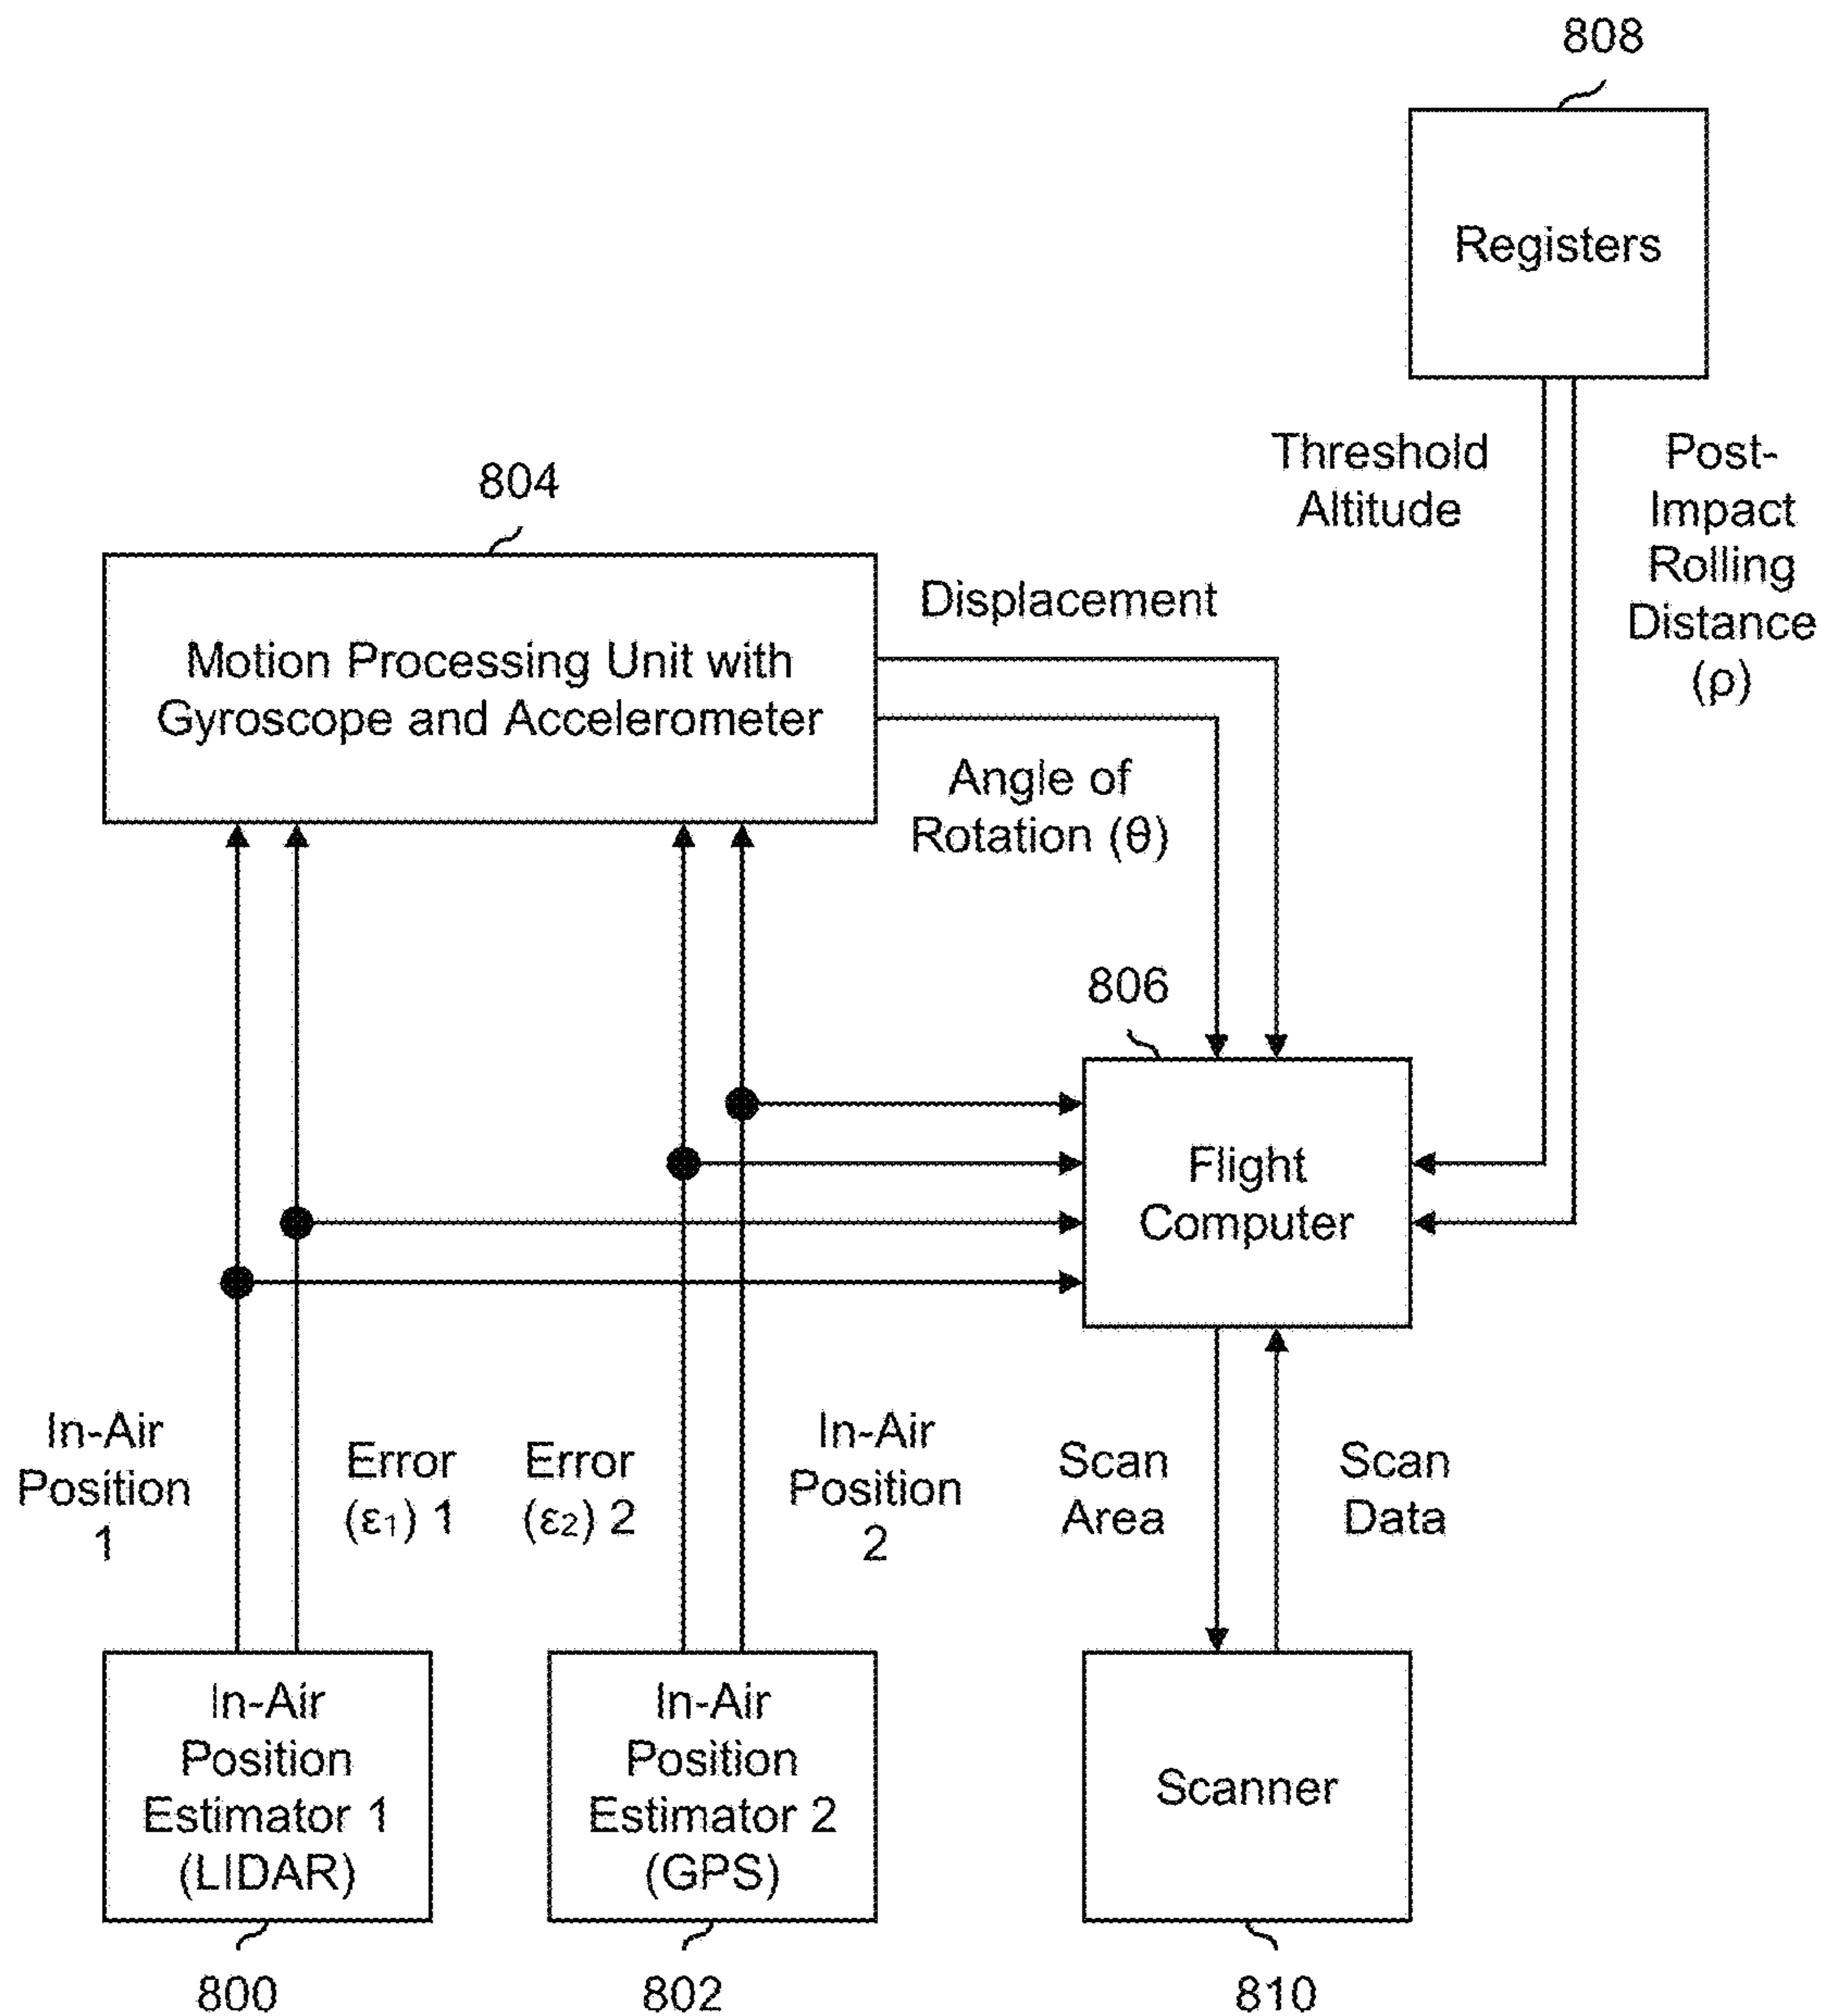 808
Registers
Threshold
Altitude
Post-
Impact
Rolling
Distance
(ρ)
804
Motion Processing Unit with
Gyroscope and Accelerometer
Displacement
Angle of
Rotation (θ)
806
Flight
Computer
In-Air
Position
1
Error
(ε₁) 1
Error
(ε₂) 2
In-Air
Position
2
Scan
Area
Scan
Data
In-Air
Position
Estimator 1
(LIDAR)
In-Air
Position
Estimator 2
(GPS)
Scanner
800
802
810